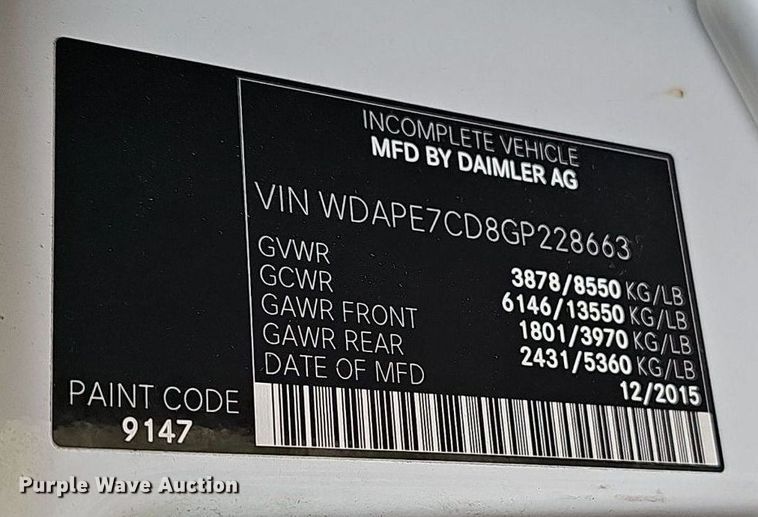 INCOMPLETE VEHICLE
MFD BY DAIMLER AG
VIN WDAPE7CD8GP228663
GVWR 3878/8550 KG/LB
GCWR 6146/13550 KG/LB
GAWR FRONT 1801/3970 KG/LB
GAWR REAR 2431/5360 KG/LB
DATE OF MFD 12/2015
PAINT CODE
9147
Purple Wave Auction